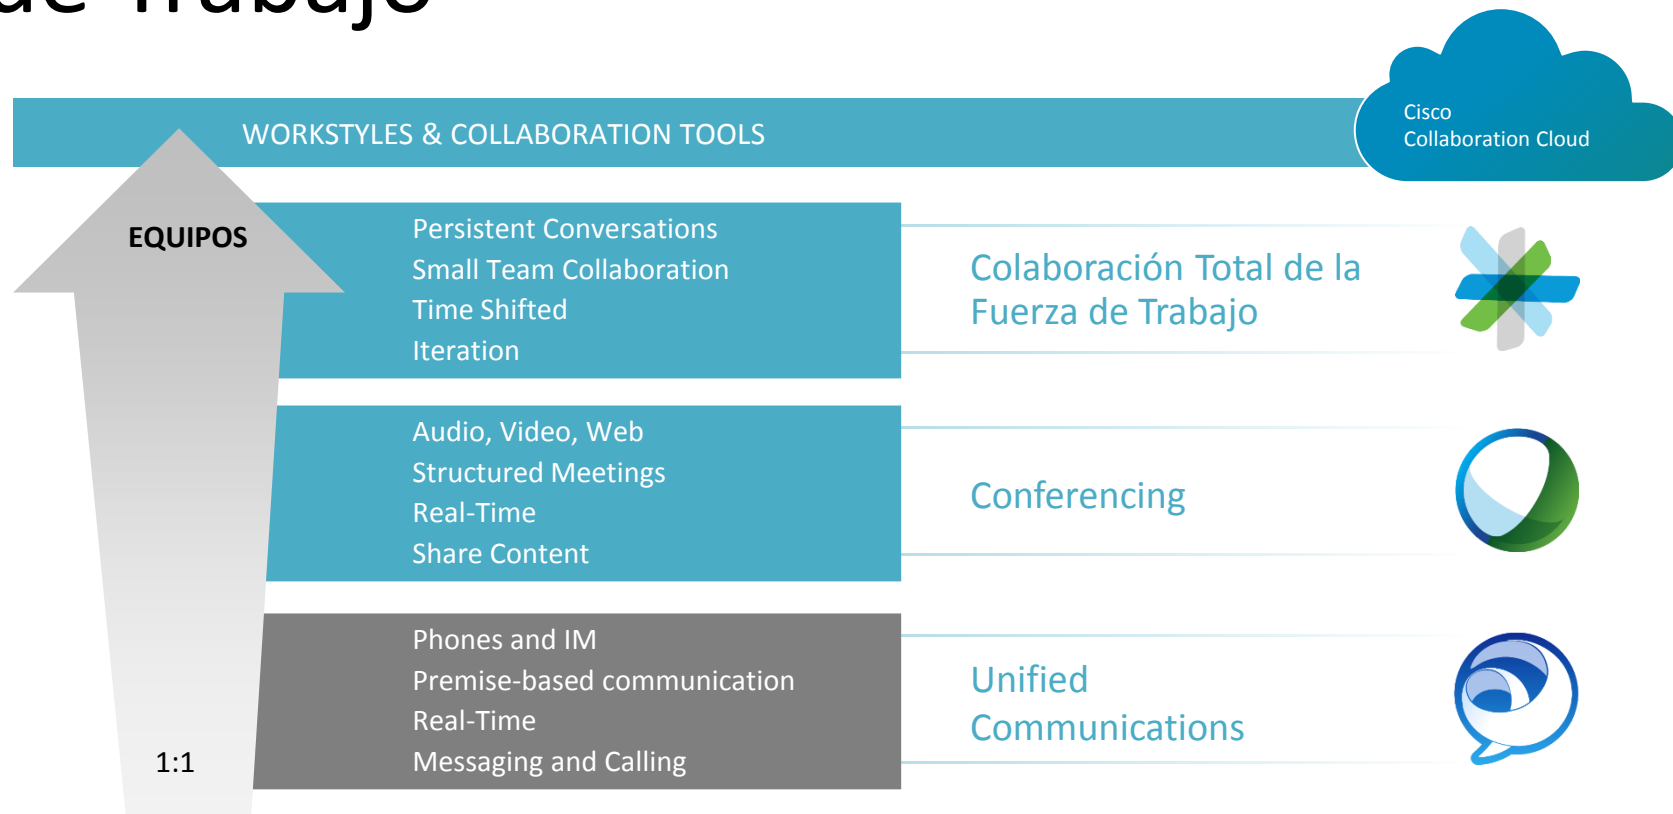 de Trabajo
WORKSTYLES & COLLABORATION TOOLS
Cisco
Collaboration Cloud
EQUIPOS
Persistent Conversations
Small Team Collaboration
Time Shifted
Iteration
Colaboración Total de la
Fuerza de Trabajo
Audio, Video, Web
Structured Meetings
Real-Time
Share Content
Conferencing
Phones and IM
Premise-based communication
Real-Time
Messaging and Calling
Unified
Communications
1:1